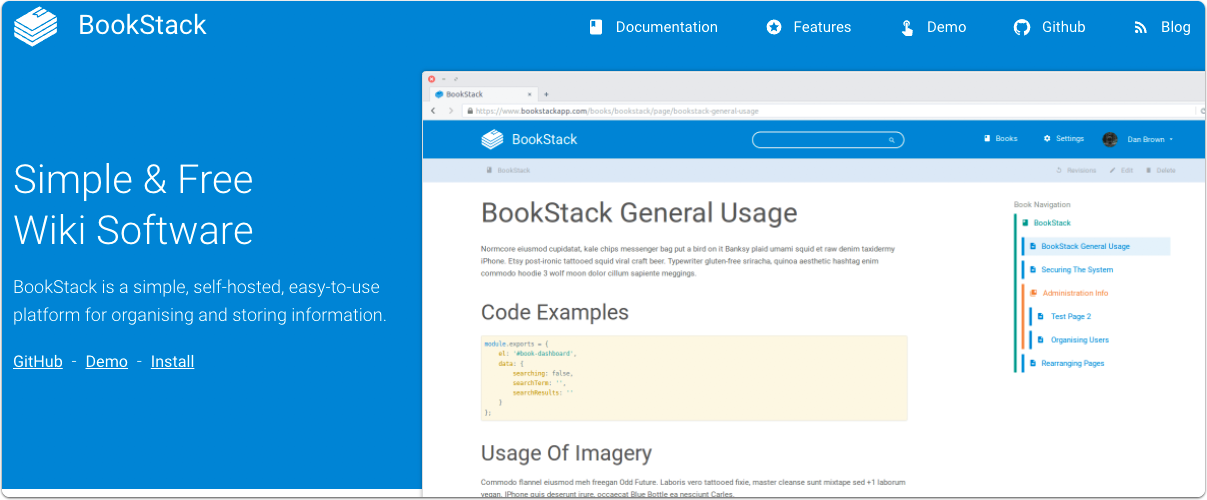 BookStack
Documentation
Features
Demo
Github
Blog
Simple & Free
Wiki Software
BookStack is a simple, self-hosted, easy-to-use
platform for organising and storing information.
GitHub - Demo - Install
BookStack
https://www.bookstackapp.com/books/bookstack/page/bookstack-general-usage
BookStack
Books
Settings
Dan Brown
BookStack
Revisions
Edit
Delete
BookStack General Usage
Normcore eiusmod cupidatat, kale chips messenger bag put a bird on it Banksy plaid umami squid et raw denim taxidermy
iPhone. Etsy post-ironic tattooed squid viral craft beer. Typewriter gluten-free sriracha, quinoa aesthetic hashtag enim
commodo hoodie 3 wolf moon dolor cillum sapiente meggings.
Code Examples
module.exports = {
el: '#book-dashboard',
data: {
searching: false,
searchTerm: '',
searchResults: ''
}
};
Usage Of Imagery
Commodo flannel eiusmod meh freegan Odd Future. Laboris vero tattooed fixie, master cleanse sunt mixtape sed +1 laborum
vegan. IPhone quis deserunt irure, occaecat Blue Bottle ea nesciunt Carles.
Book Navigation
BookStack
BookStack General Usage
Securing The System
Administration Info
Test Page 2
Organising Users
Rearranging Pages